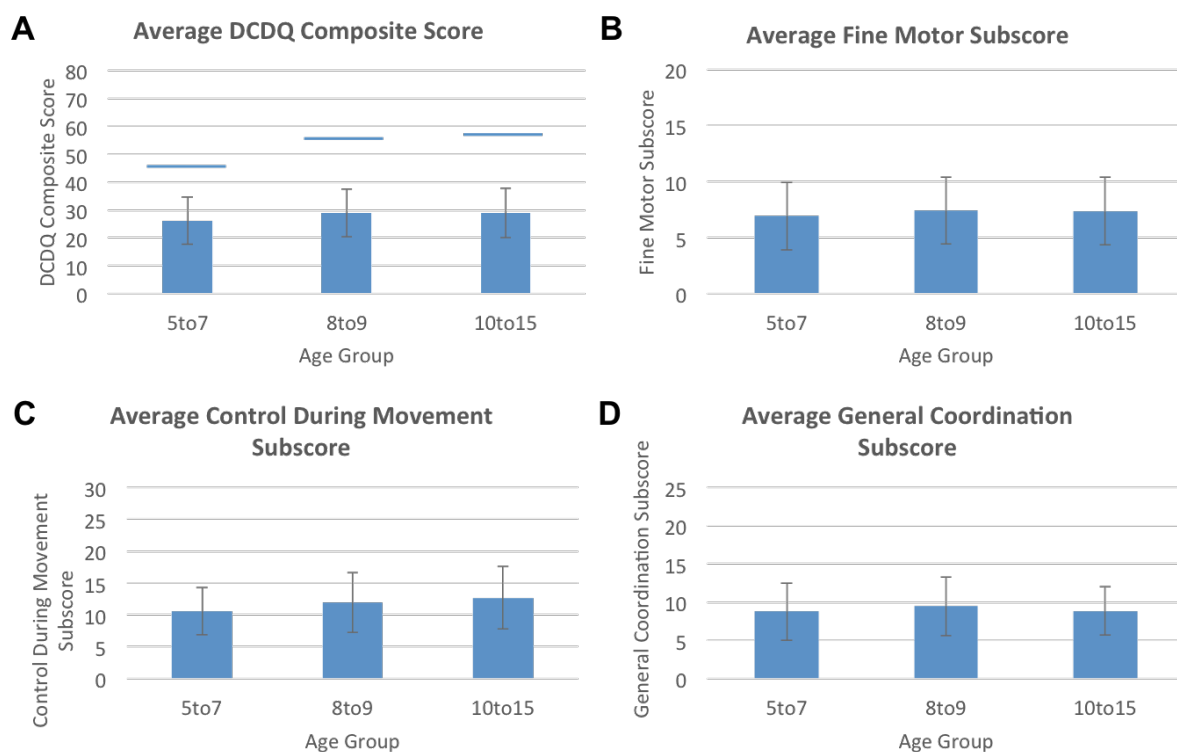 A
Average DCDQ Composite Score
DCDQ Composite Score
80
70
60
50
40
30
20
10
0
5to7
8to9
10to15
Age Group
B
Average Fine Motor Subscore
Fine Motor Subscore
20
15
10
5
0
5to7
8to9
10to15
Age Group
C
Average Control During Movement
Subscore
Control During Movement
Subscore
30
25
20
15
10
5
0
5to7
8to9
10to15
Age Group
D
Average General Coordination
Subscore
General Coordination Subscore
25
20
15
10
5
0
5to7
8to9
10to15
Age Group